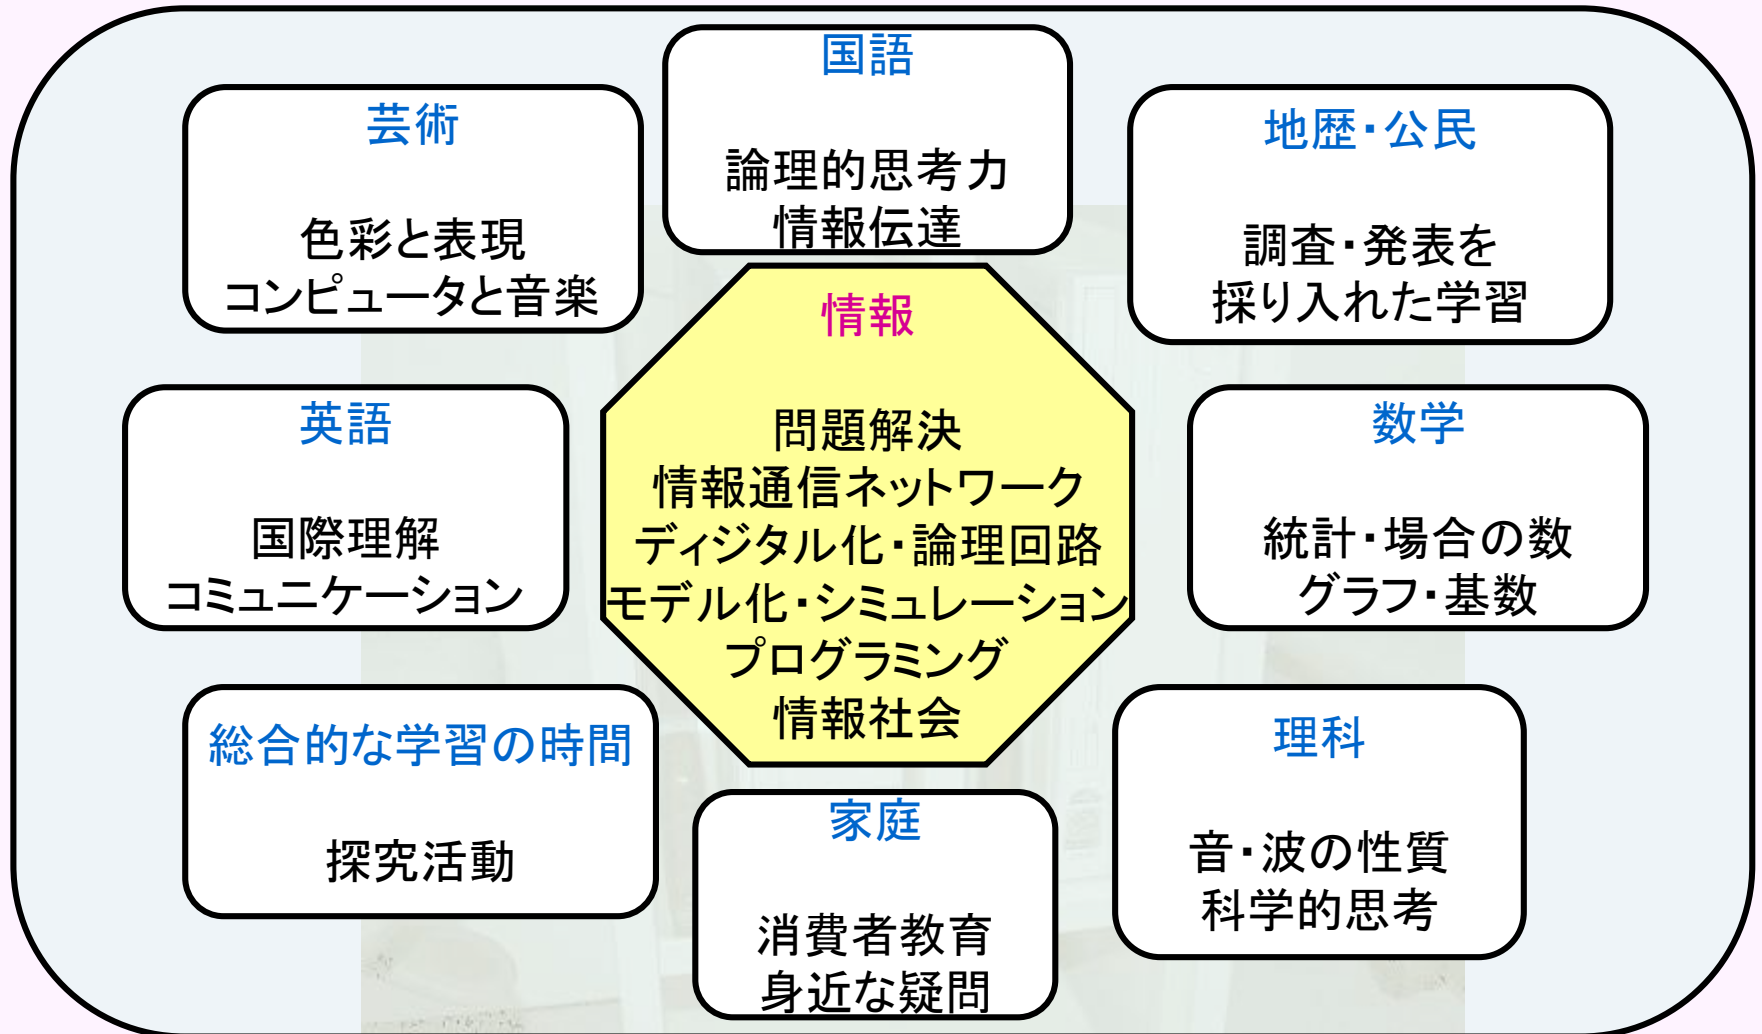 国語
論理的思考力
情報伝達
芸術
色彩と表現
コンピュータと音楽
地歴・公民
調査・発表を
採り入れた学習
情報
問題解決
情報通信ネットワーク
ディジタル化・論理回路
モデル化・シミュレーション
プログラミング
情報社会
英語
国際理解
コミュニケーション
数学
統計・場合の数
グラフ・基数
総合的な学習の時間
探究活動
家庭
消費者教育
身近な疑問
理科
音・波の性質
科学的思考